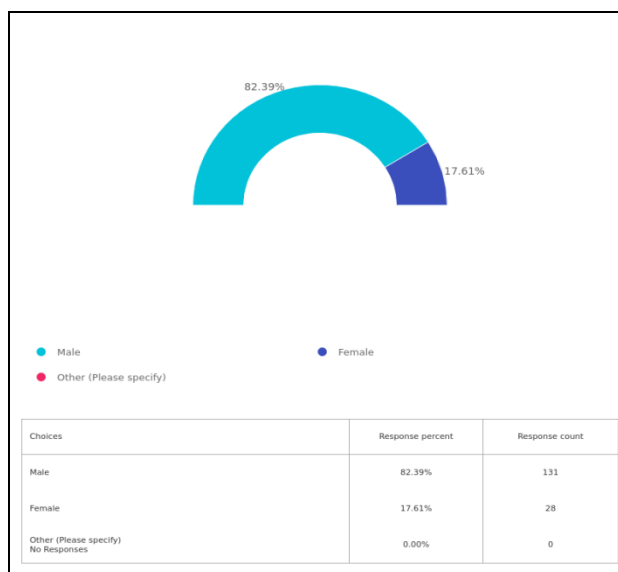 82.39%
17.61%
Male
Female
Other (Please specify)
Choices Response percent Response count
Male 82.39% 131
Female 17.61% 28
Other (Please specify)
No Responses 0.00% 0